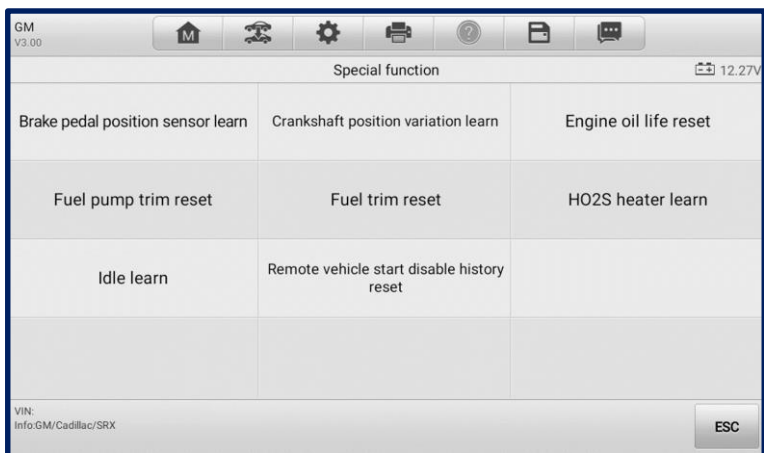 GM
V3.00
M
?
Special function
12.27V
Brake pedal position sensor learn
Crankshaft position variation learn
Engine oil life reset
Fuel pump trim reset
Fuel trim reset
HO2S heater learn
Idle learn
Remote vehicle start disable history
reset
VIN:
Info:GM/Cadillac/SRX
ESC